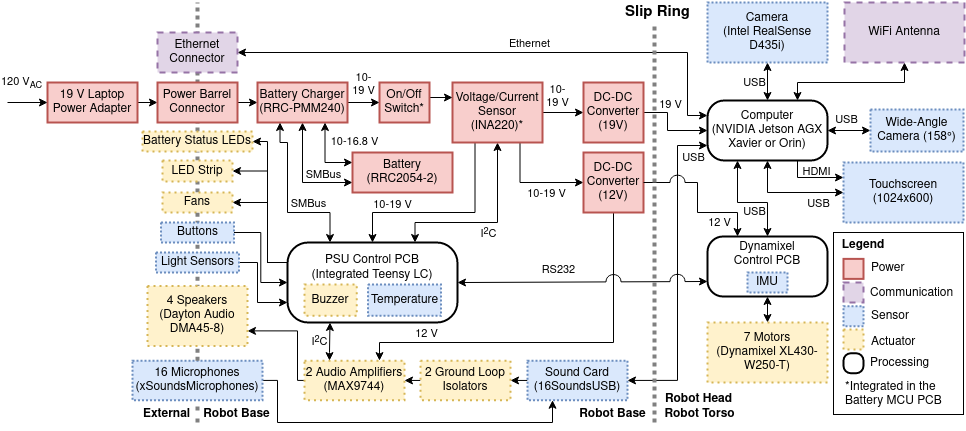 Slip Ring
Ethernet
Connector
Ethernet
Camera
(Intel RealSense
D435i)
WiFi Antenna
USB
120 VAC
19 V Laptop
Power Adapter
Power Barrel
Connector
Battery Charger
(RRC-PMM240)
10-
19 V
On/Off
Switch*
Voltage/Current
Sensor
(INA220)*
10-
19 V
DC-DC
Converter
(19V)
19 V
Computer
(NVIDIA Jetson AGX
Xavier or Orin)
USB
Wide-Angle
Camera (158°)
Battery Status LEDs
10-16.8 V
SMBus
Battery
(RRC2054-2)
DC-DC
Converter
(12V)
10-19 V
USB
HDMI
USB
Touchscreen
(1024x600)
LED Strip
Fans
Buttons
Light Sensors
SMBus
10-19 V
I2C
USB
12 V
PSU Control PCB
(Integrated Teensy LC)
Buzzer
Temperature
RS232
Dynamixel
Control PCB
IMU
4 Speakers
(Dayton Audio
DMA45-8)
I2C
12 V
7 Motors
(Dynamixel XL430-
W250-T)
16 Microphones
(xSoundsMicrophones)
2 Audio Amplifiers
(MAX9744)
2 Ground Loop
Isolators
Sound Card
(16SoundsUSB)
External
Robot Base
Robot Base
Robot Head
Robot Torso
Legend
Power
Communication
Sensor
Actuator
Processing
*Integrated in the
Battery MCU PCB